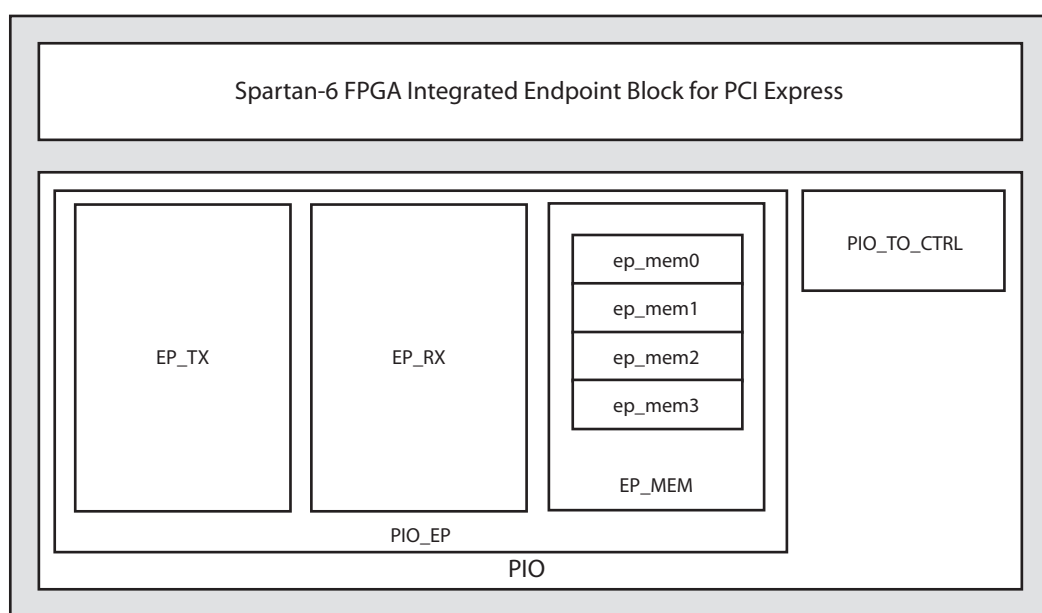 Spartan-6 FPGA Integrated Endpoint Block for PCI Express
PIO_TO_CTRL
ep_mem0
ep_mem1
EP_TX
EP_RX
ep_mem2
ep_mem3
EP_MEM
PIO_EP
PIO